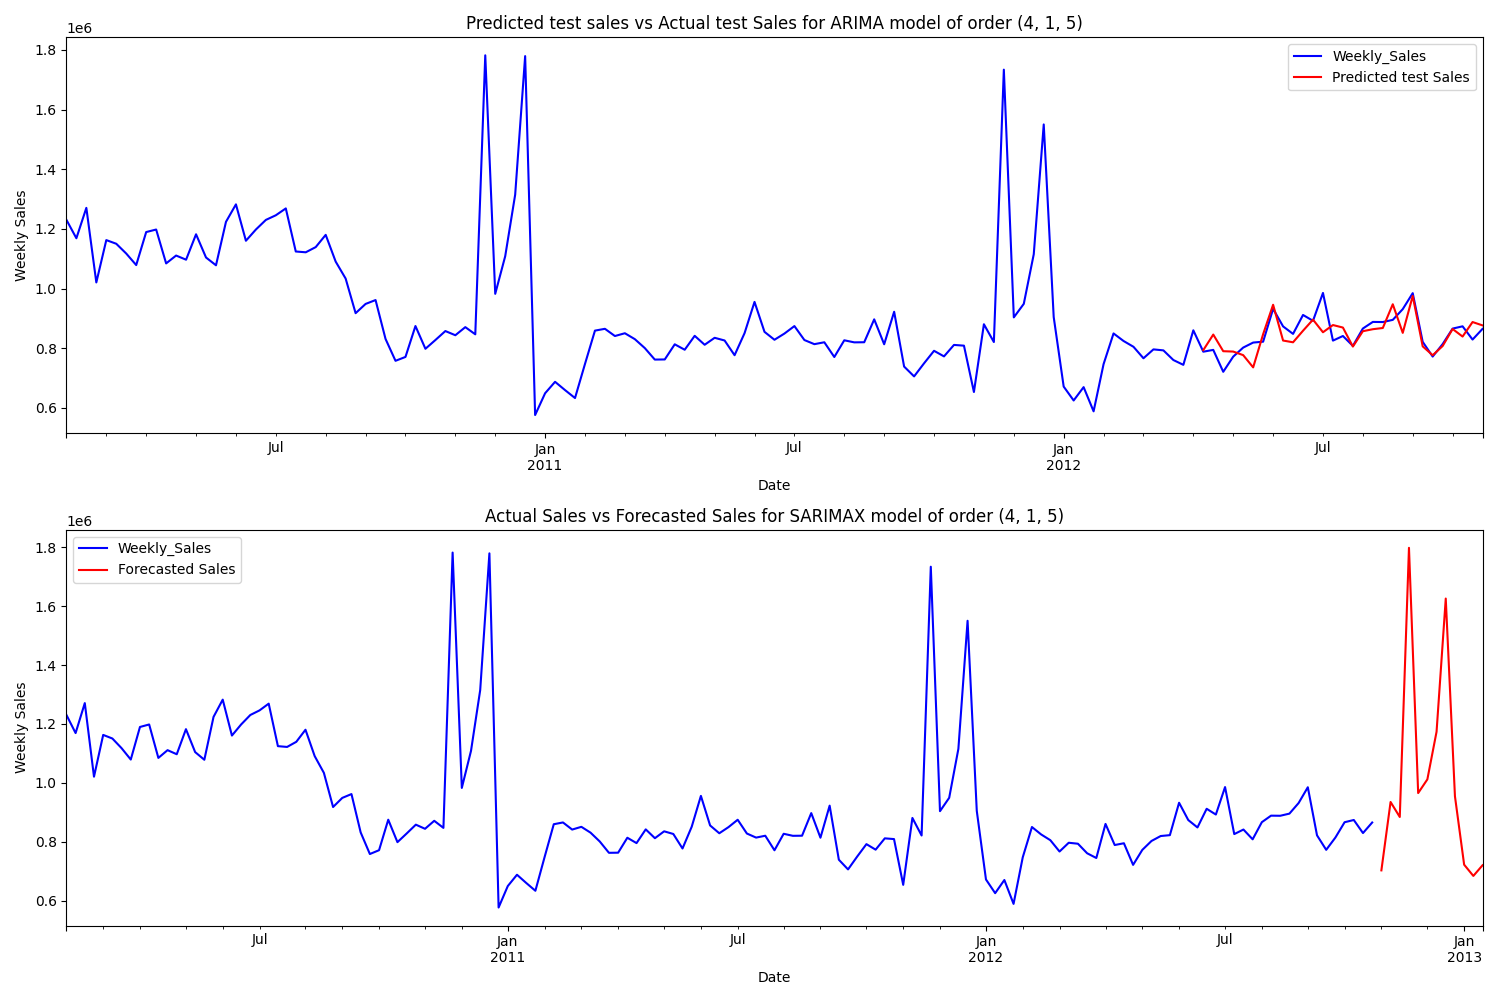 Predicted test sales vs Actual test Sales for ARIMA model of order (4, 1, 5)
1e6
1.8
1.6
1.4
1.2
1.0
0.8
0.6
Weekly Sales
Weekly_Sales
Predicted test Sales
Jul
Jan
2011
Jul
Jan
2012
Jul
Date
Actual Sales vs Forecasted Sales for SARIMAX model of order (4, 1, 5)
1e6
1.8
1.6
1.4
1.2
1.0
0.8
0.6
Weekly Sales
Weekly_Sales
Forecasted Sales
Jul
Jan
2011
Jul
Jan
2012
Jul
Jan
2013
Date